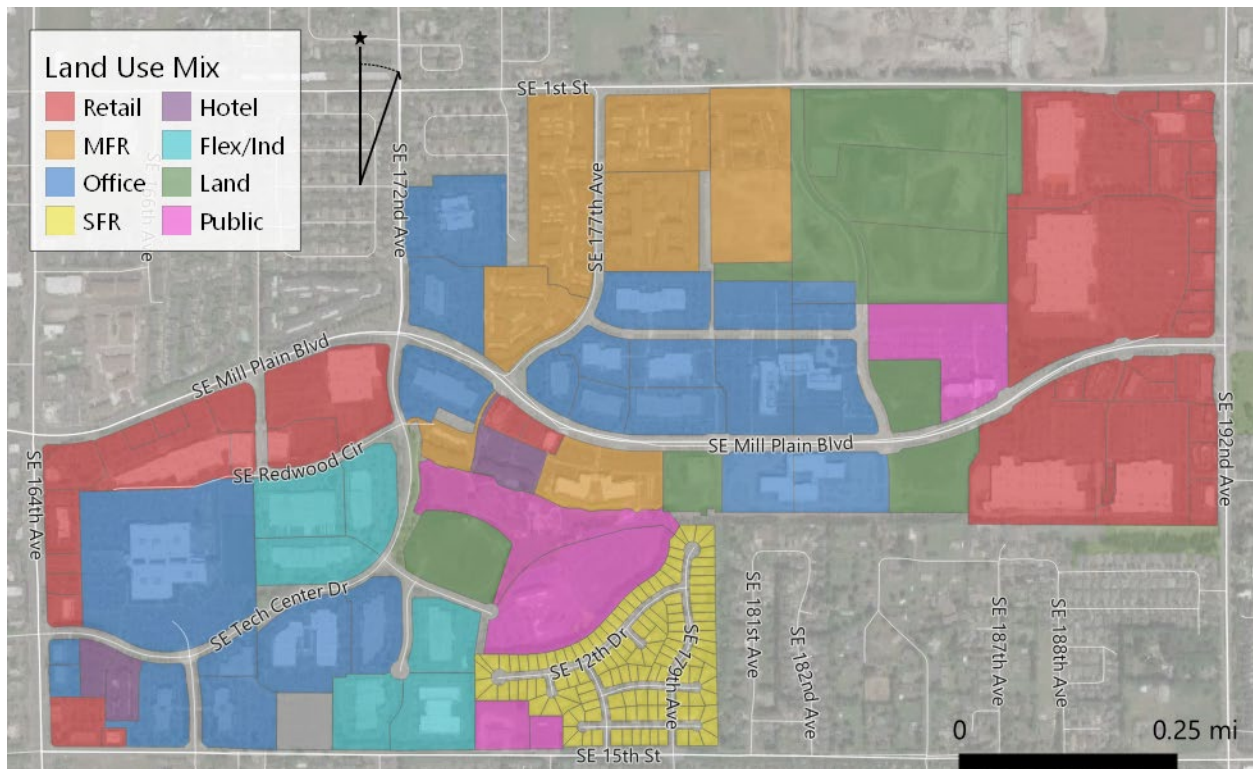 Land Use Mix
Retail
Hotel
MFR
Flex/Ind
Office
Land
SFR
Public
SE 1st St
SE 166th Ave
SE 172nd Ave
SE 177th Ave
SE Mill Plain Blvd
SE Redwood Cir
SE Mill Plain Blvd
SE 164th Ave
SE 192nd Ave
SE Tech Center Dr
SE 12th Dr
SE 179th Ave
SE 181st Ave
SE 182nd Ave
SE 187th Ave
SE 188th Ave
SE 15th St
0
0.25 mi